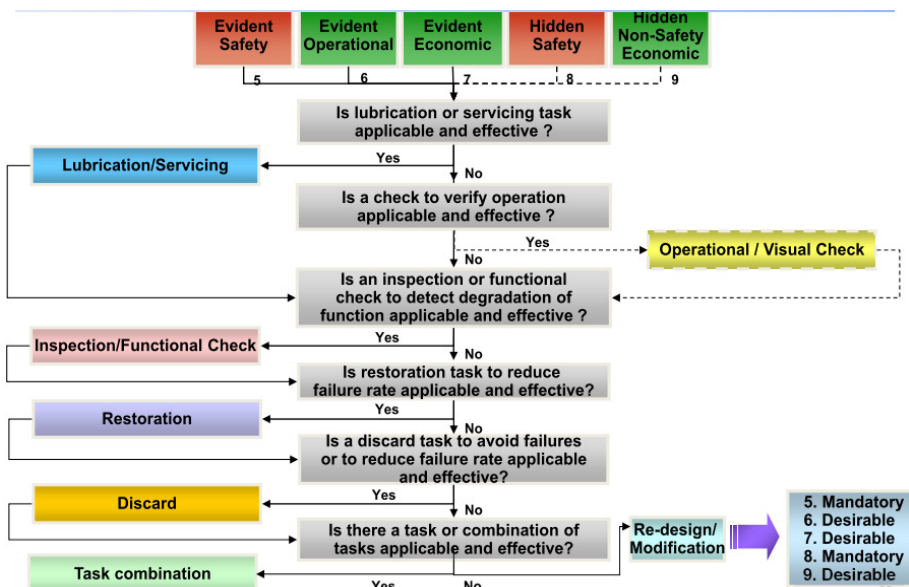 Evident
Safety
Evident
Operational
Evident
Economic
Hidden
Safety
Hidden
Non-Safety
Economic
5
6
7
8
9
Is lubrication or servicing task
applicable and effective ?
Yes
Lubrication/Servicing
No
Is a check to verify operation
applicable and effective ?
Yes
Operational / Visual Check
No
Is an inspection or functional
check to detect degradation of
function applicable and effective ?
Yes
Inspection/Functional Check
No
Is restoration task to reduce
failure rate applicable and effective?
Yes
Restoration
No
Is a discard task to avoid failures
or to reduce failure rate applicable
and effective?
Yes
Discard
No
Is there a task or combination of
tasks applicable and effective?
Yes
Task combination
No
Re-design/
Modification
5. Mandatory
6. Desirable
7. Desirable
8. Mandatory
9. Desirable